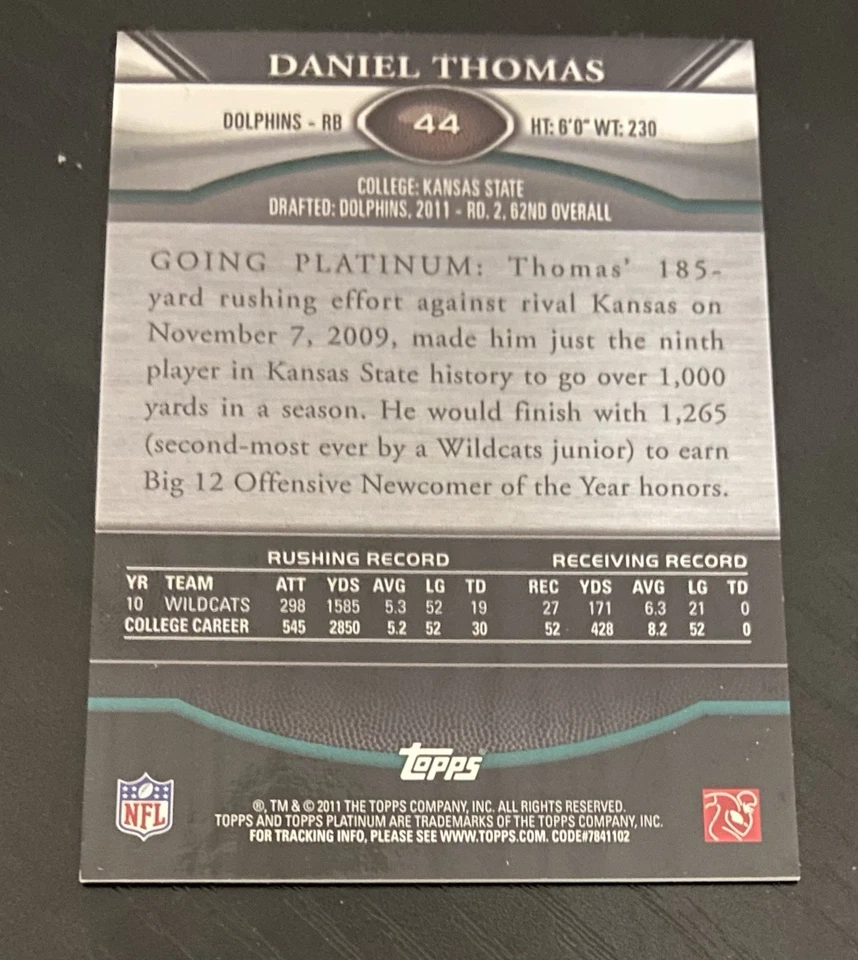 DANIEL THOMAS
DOLPHINS - RB 44 HT: 6'0" WT: 230
COLLEGE: KANSAS STATE
DRAFTED: DOLPHINS, 2011 - RD. 2, 62ND OVERALL
GOING PLATINUM: Thomas' 185-
yard rushing effort against rival Kansas on
November 7, 2009, made him just the ninth
player in Kansas State history to go over 1,000
yards in a season. He would finish with 1,265
(second-most ever by a Wildcats junior) to earn
Big 12 Offensive Newcomer of the Year honors.
RUSHING RECORD RECEIVING RECORD
YR TEAM ATT YDS AVG LG TD REC YDS AVG LG TD
10 WILDCATS 298 1585 5.3 52 19 27 171 6.3 21 0
COLLEGE CAREER 545 2850 5.2 52 30 52 428 8.2 52 0
Topps
NFL
®, TM & © 2011 THE TOPPS COMPANY, INC. ALL RIGHTS RESERVED.
TOPPS AND TOPPS PLATINUM ARE TRADEMARKS OF THE TOPPS COMPANY, INC.
FOR TRACKING INFO, PLEASE SEE WWW.TOPPS.COM. CODE#7841102